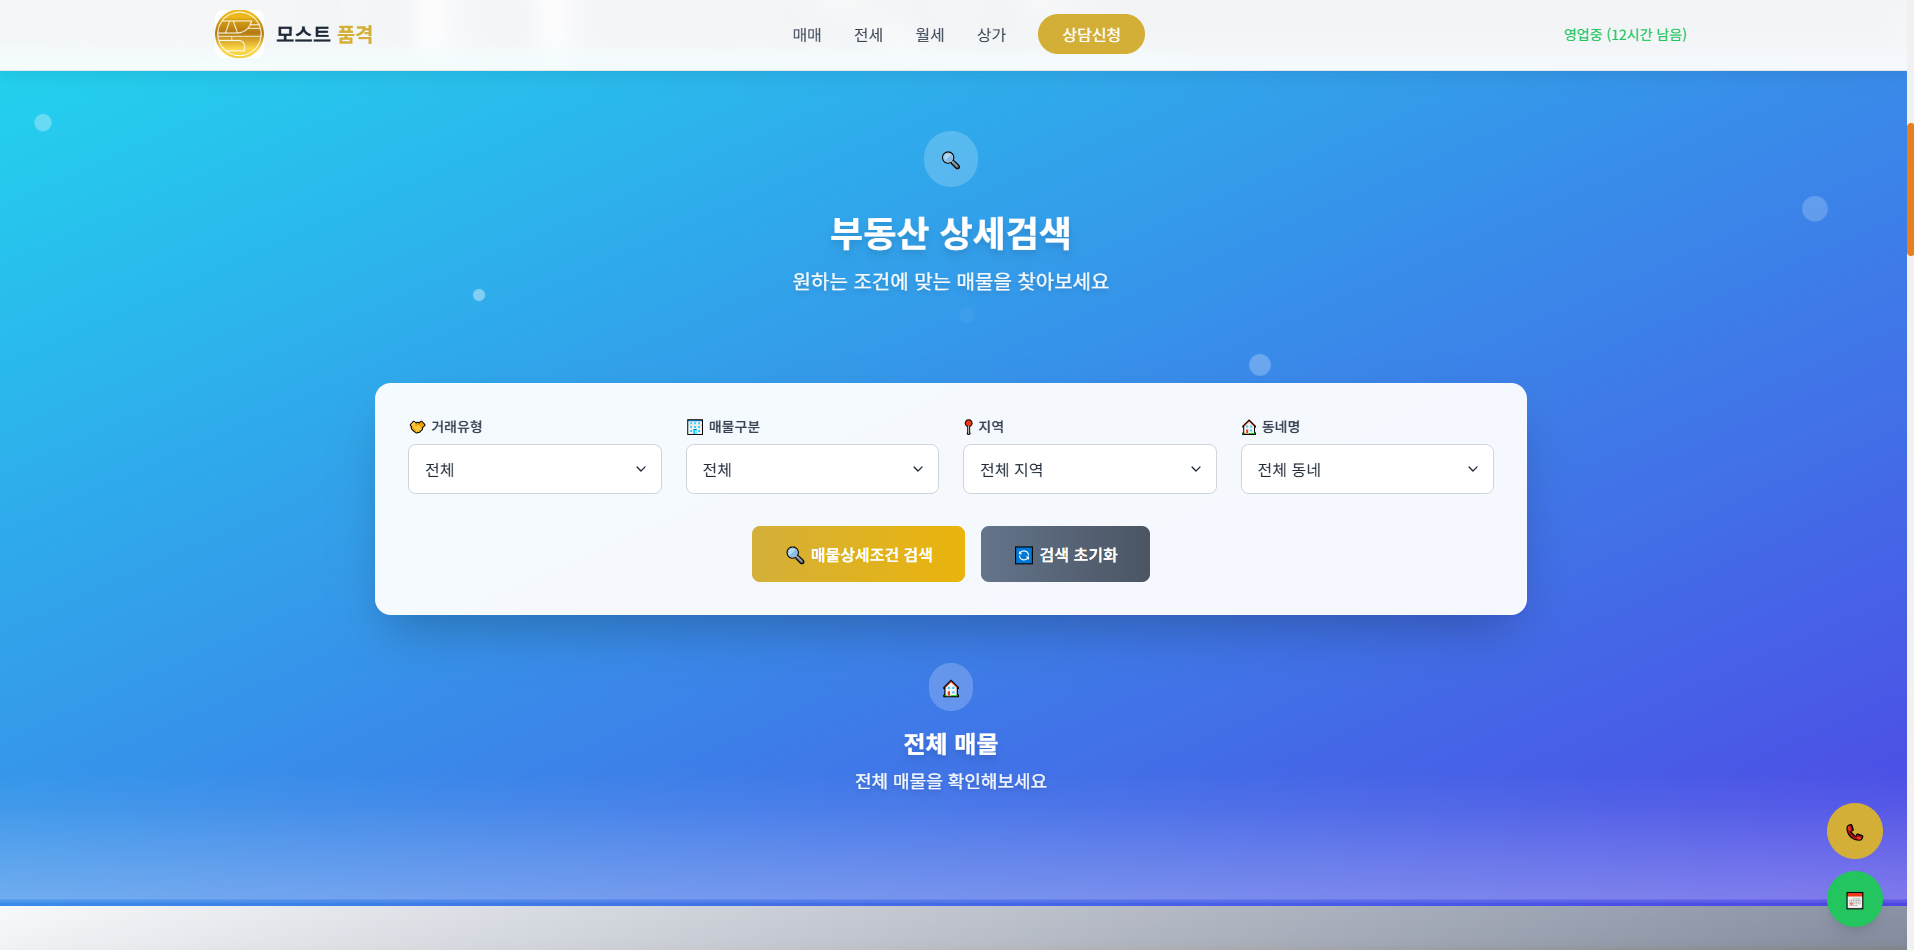 모스트 품격
매매
전세
월세
상가
상담신청
영업중 (12시간 남음)
부동산 상세검색
원하는 조건에 맞는 매물을 찾아보세요
거래유형
매물구분
지역
동네명
전체
전체
전체 지역
전체 동네
매물상세조건 검색
검색 초기화
전체 매물
전체 매물을 확인해보세요